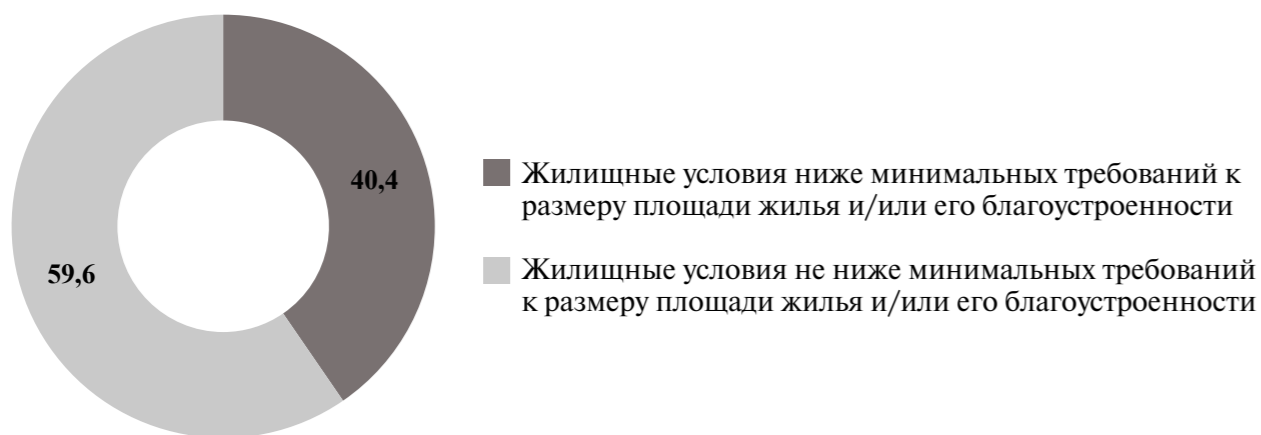 40,4
59,6
Жилищные условия ниже минимальных требований к
размеру площади жилья и/или его благоустроенности
Жилищные условия не ниже минимальных требований
к размеру площади жилья и/или его благоустроенности